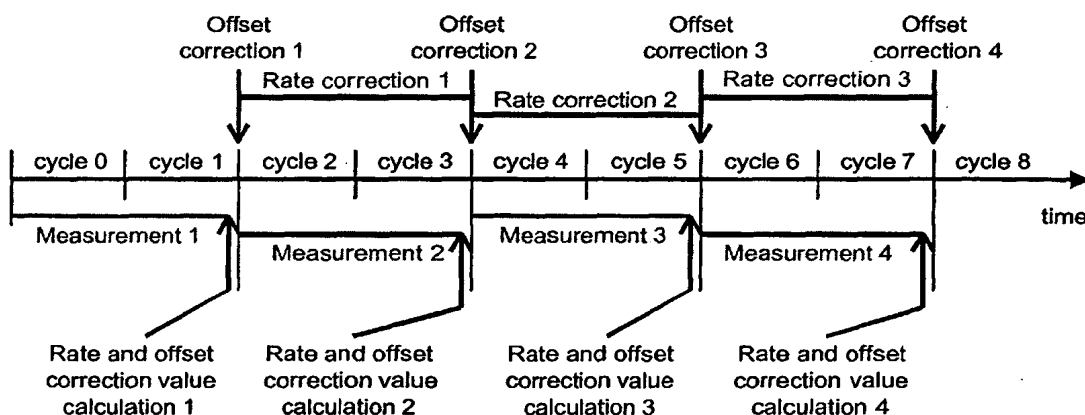 Offset
correction 1
Offset
correction 2
Offset
correction 3
Offset
correction 4
Rate correction 1
Rate correction 2
Rate correction 3
cycle 0
cycle 1
cycle 2
cycle 3
cycle 4
cycle 5
cycle 6
cycle 7
cycle 8
time
Measurement 1
Measurement 2
Measurement 3
Measurement 4
Rate and offset
correction value
calculation 1
Rate and offset
correction value
calculation 2
Rate and offset
correction value
calculation 3
Rate and offset
correction value
calculation 4